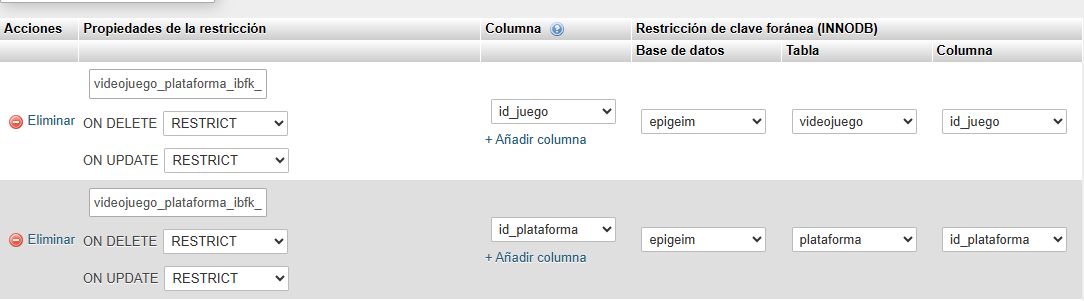 Acciones Propiedades de la restricción Columna Restricción de clave foránea (INNODB)
Base de datos Tabla Columna
videojuego_plataforma_ibfk_
Eliminar ON DELETE RESTRICT id_juego epigeim videojuego id_juego
+ Añadir columna
ON UPDATE RESTRICT
videojuego_plataforma_ibfk_
Eliminar ON DELETE RESTRICT id_plataforma epigeim plataforma id_plataforma
+ Añadir columna
ON UPDATE RESTRICT